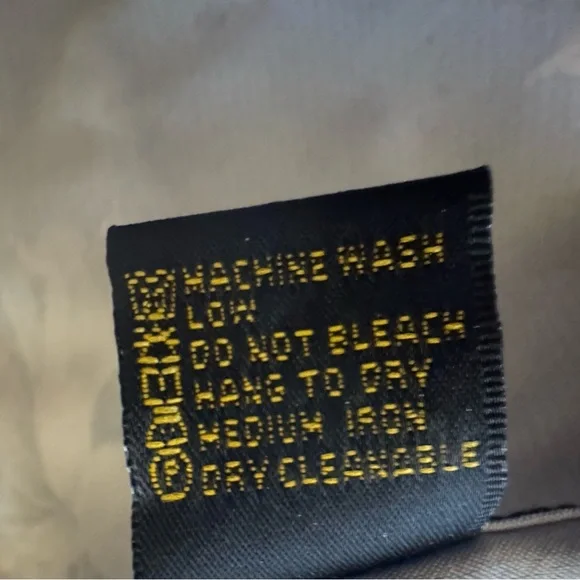 MACHINE WASH
LOW
DO NOT BLEACH
HANG TO DRY
MEDIUM IRON
DRY CLEANABLE